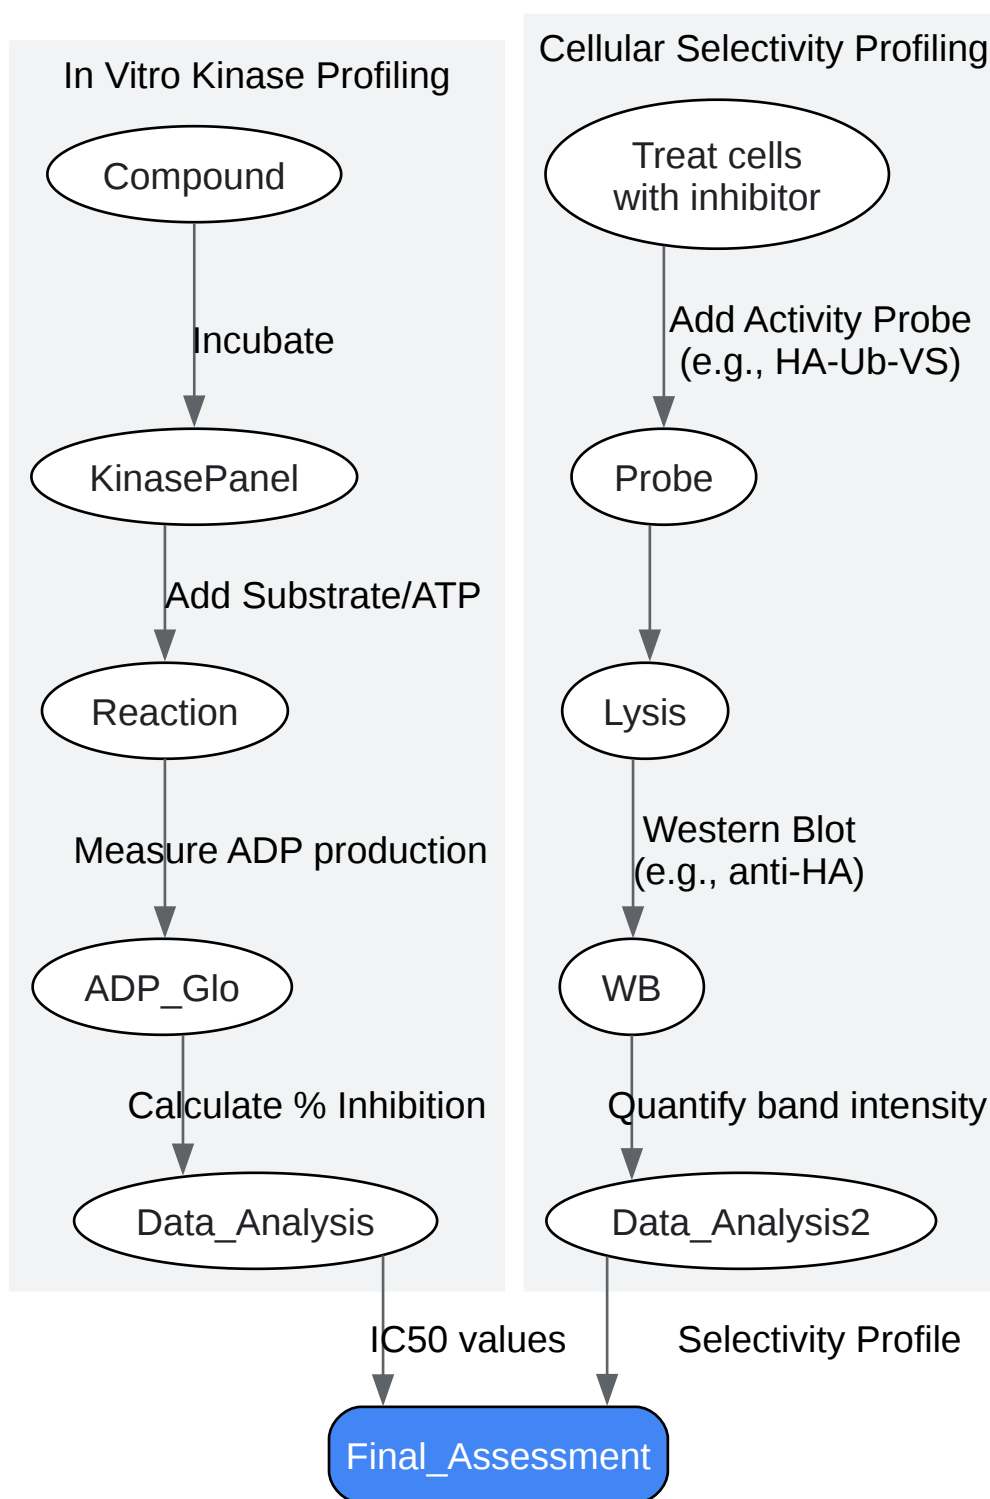 In Vitro Kinase Profiling
Compound
Incubate
KinasePanel
Add Substrate/ATP
Reaction
Measure ADP production
ADP_Glo
Calculate % Inhibition
Data_Analysis
IC50 values
Cellular Selectivity Profiling
Treat cells
with inhibitor
Add Activity Probe
(e.g., HA-Ub-VS)
Probe
Lysis
Western Blot
(e.g., anti-HA)
WB
Quantify band intensity
Data_Analysis2
Selectivity Profile
Final_Assessment